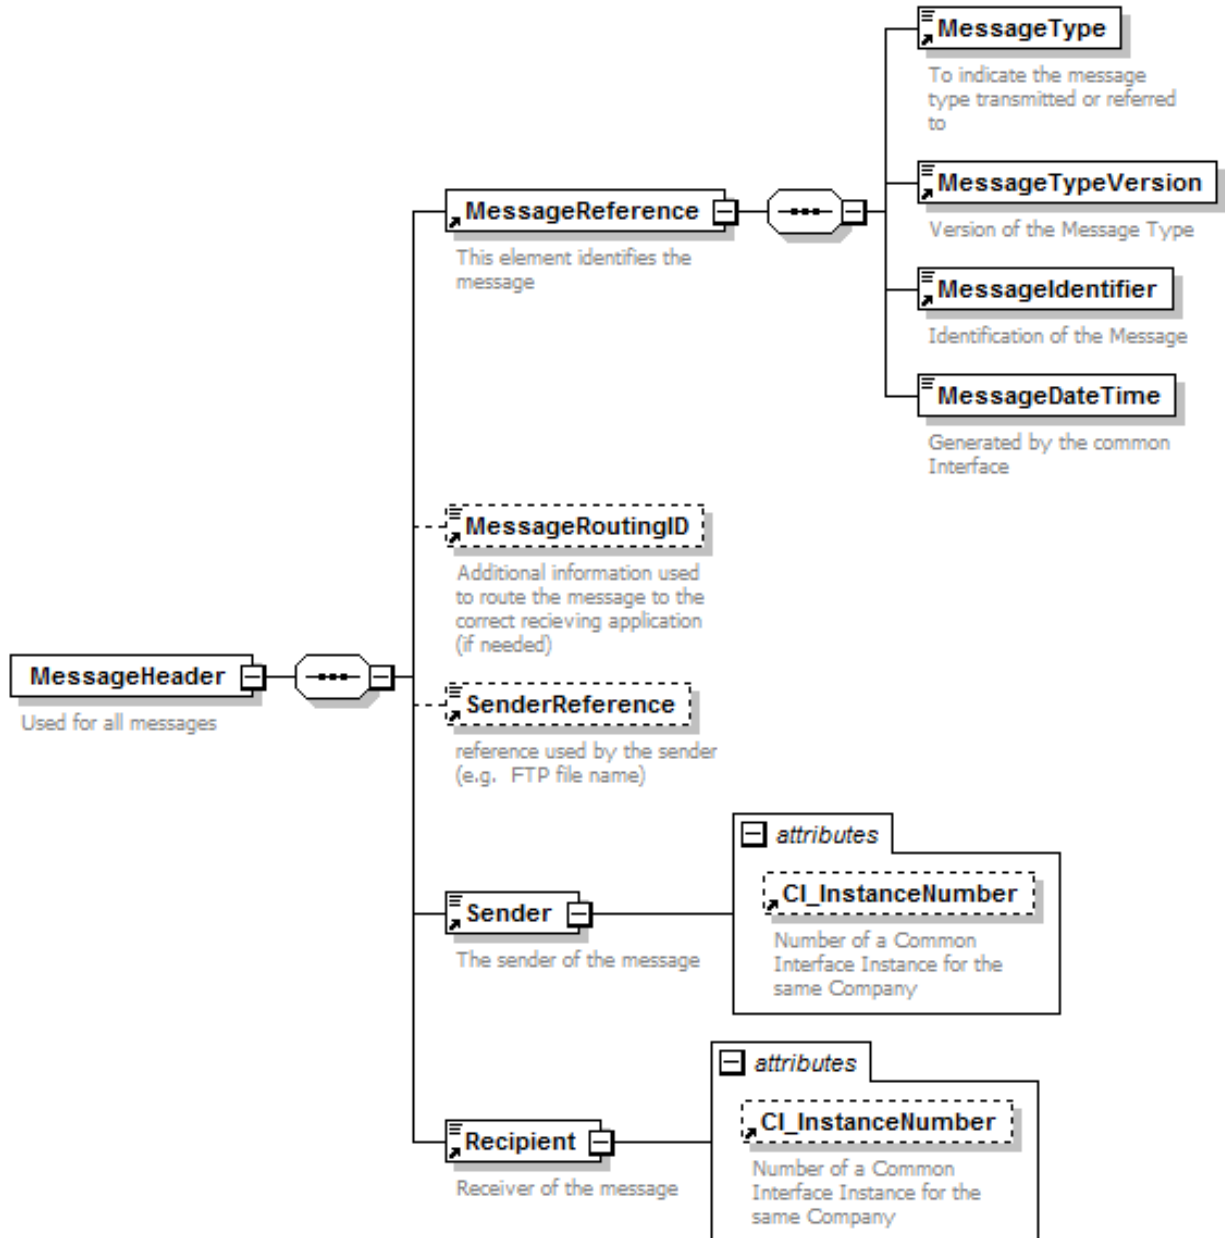 MessageType
To indicate the message
type transmitted or referred
to
MessageTypeVersion
Version of the Message Type
MessageReference
This element identifies the
message
MessageIdentifier
Identification of the Message
MessageDateTime
Generated by the common
Interface
MessageRoutingID
Additional information used
to route the message to the
correct recieving application
(if needed)
MessageHeader
Used for all messages
SenderReference
reference used by the sender
(e.g. FTP file name)
attributes
CI_InstanceNumber
Number of a Common
Interface Instance for the
same Company
Sender
The sender of the message
attributes
CI_InstanceNumber
Number of a Common
Interface Instance for the
same Company
Recipient
Receiver of the message